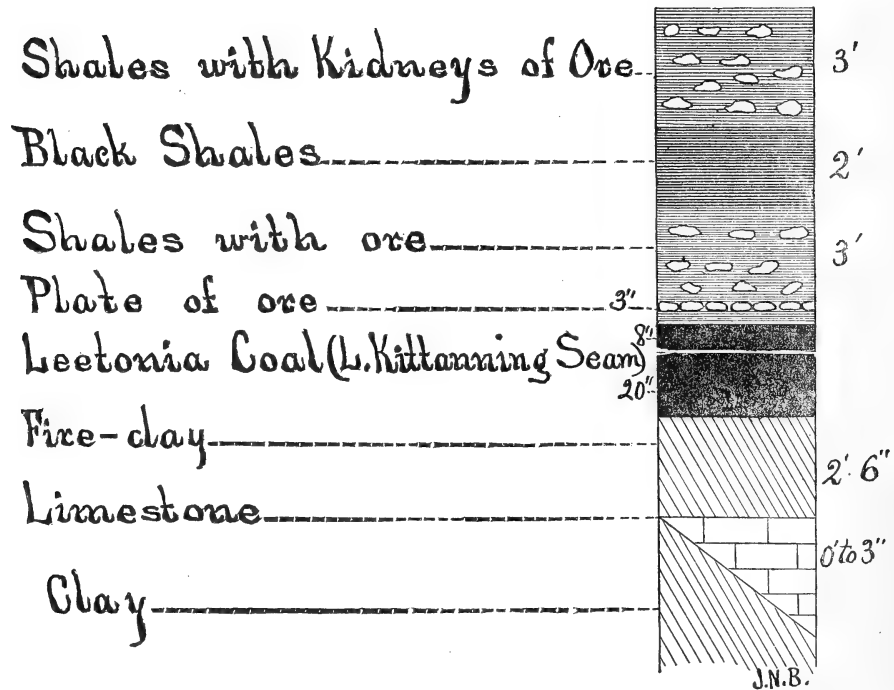 Shales with Kidneys of Ore 3'
Black Shales 2'
Shales with ore 3'
Plate of ore 3"
8"
Leetonia Coal (L. Kittanning Seam)
20"
Fire-clay 2'. 6"
Limestone 0' to 3"
Clay
J.N.B.